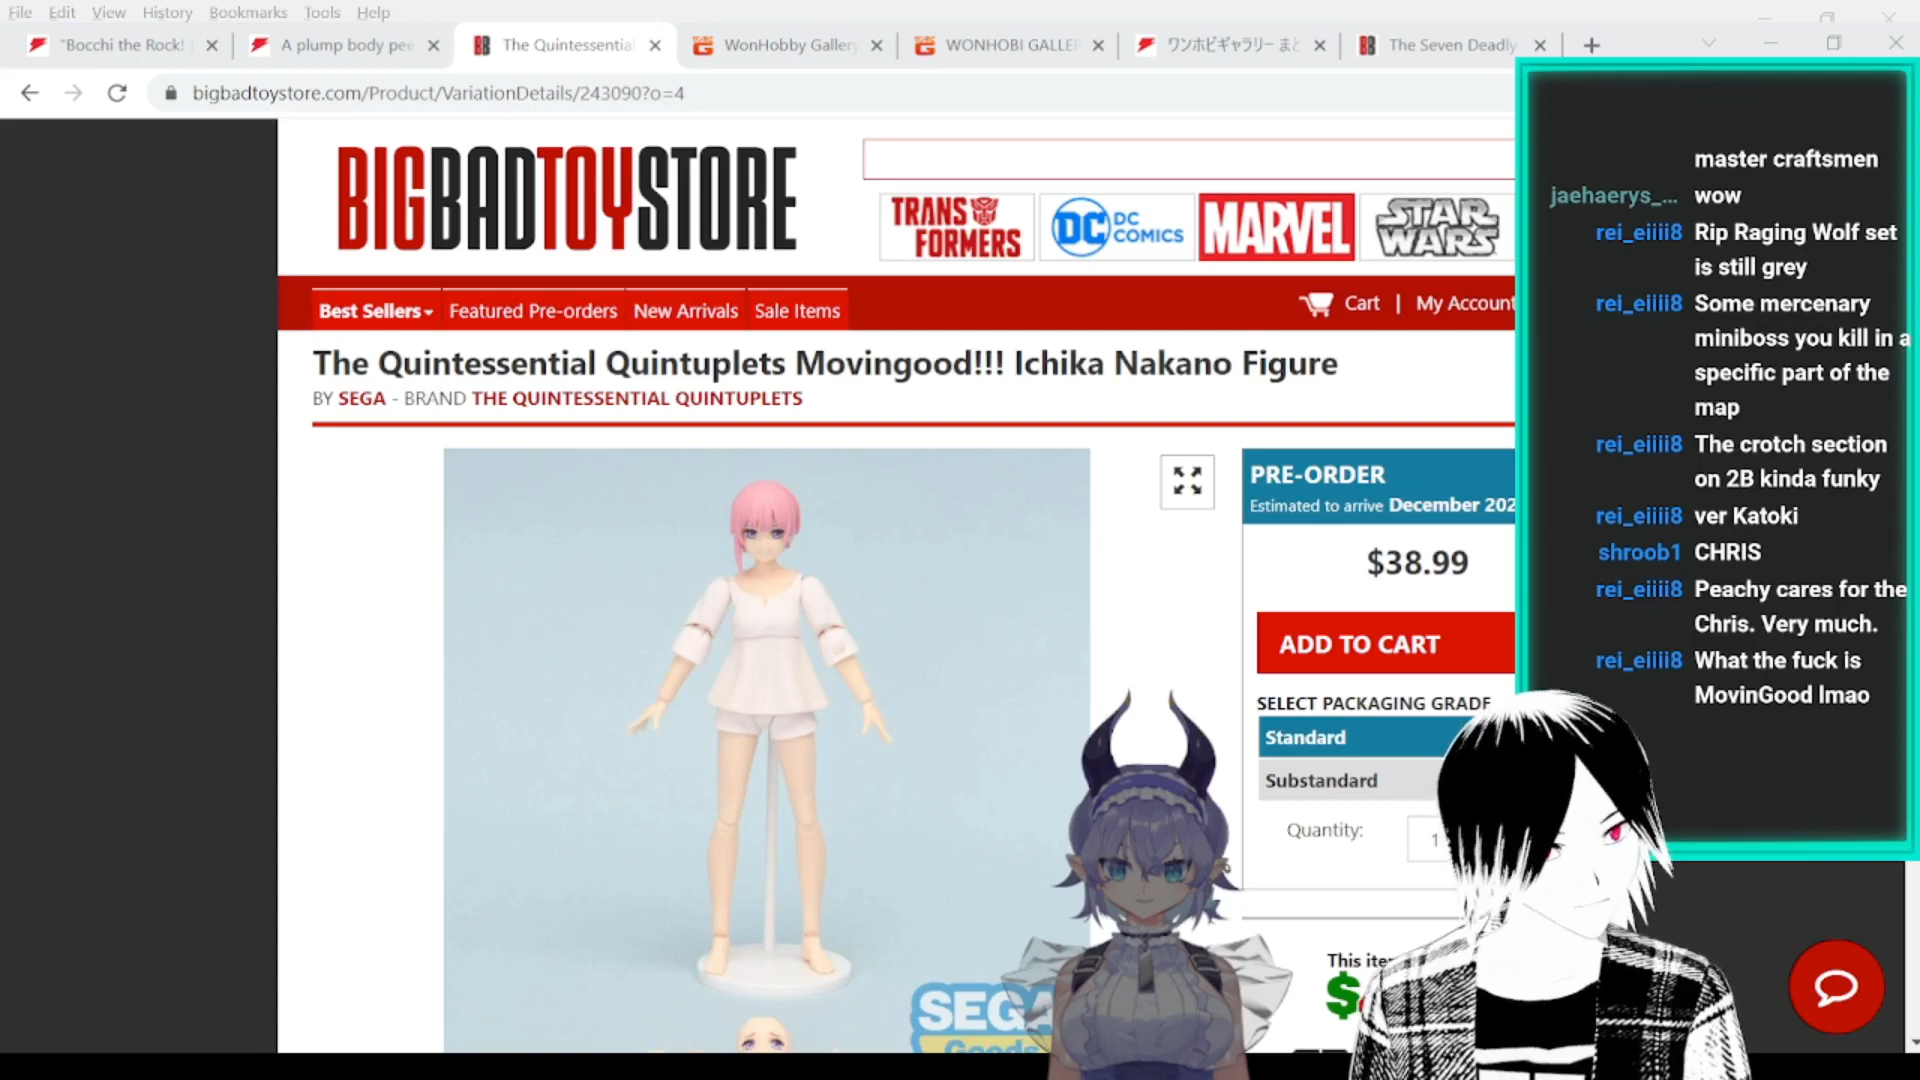 File Edit View History Bookmarks Tools Help
"Bocchi the Rock!
A plump body pee
The Quintessential
WonHobby Gallery
WONHOBI GALLER
ワンホビギャラリー まと
The Seven Deadly
bigbadtoystore.com/Product/VariationDetails/243090?o=4
BIGBADTOYSTORE
TRANSFORMERS
DC DC COMICS
MARVEL
STAR WARS
Best Sellers Featured Pre-orders New Arrivals Sale Items
Cart | My Account
The Quintessential Quintuplets Movingood!!! Ichika Nakano Figure
BY SEGA - BRAND THE QUINTESSENTIAL QUINTUPLETS
PRE-ORDER
Estimated to arrive December 202
$38.99
ADD TO CART
SELECT PACKAGING GRADE
Standard
Substandard
Quantity: 1
This ite
$
SEGA
Goods
master craftsmen
jaehaerys_... wow
rei_eiiii8 Rip Raging Wolf set
is still grey
rei_eiiii8 Some mercenary
miniboss you kill in a
specific part of the
map
rei_eiiii8 The crotch section
on 2B kinda funky
rei_eiiii8 ver Katoki
shroob1 CHRIS
rei_eiiii8 Peachy cares for the
Chris. Very much.
rei_eiiii8 What the fuck is
MovinGood lmao